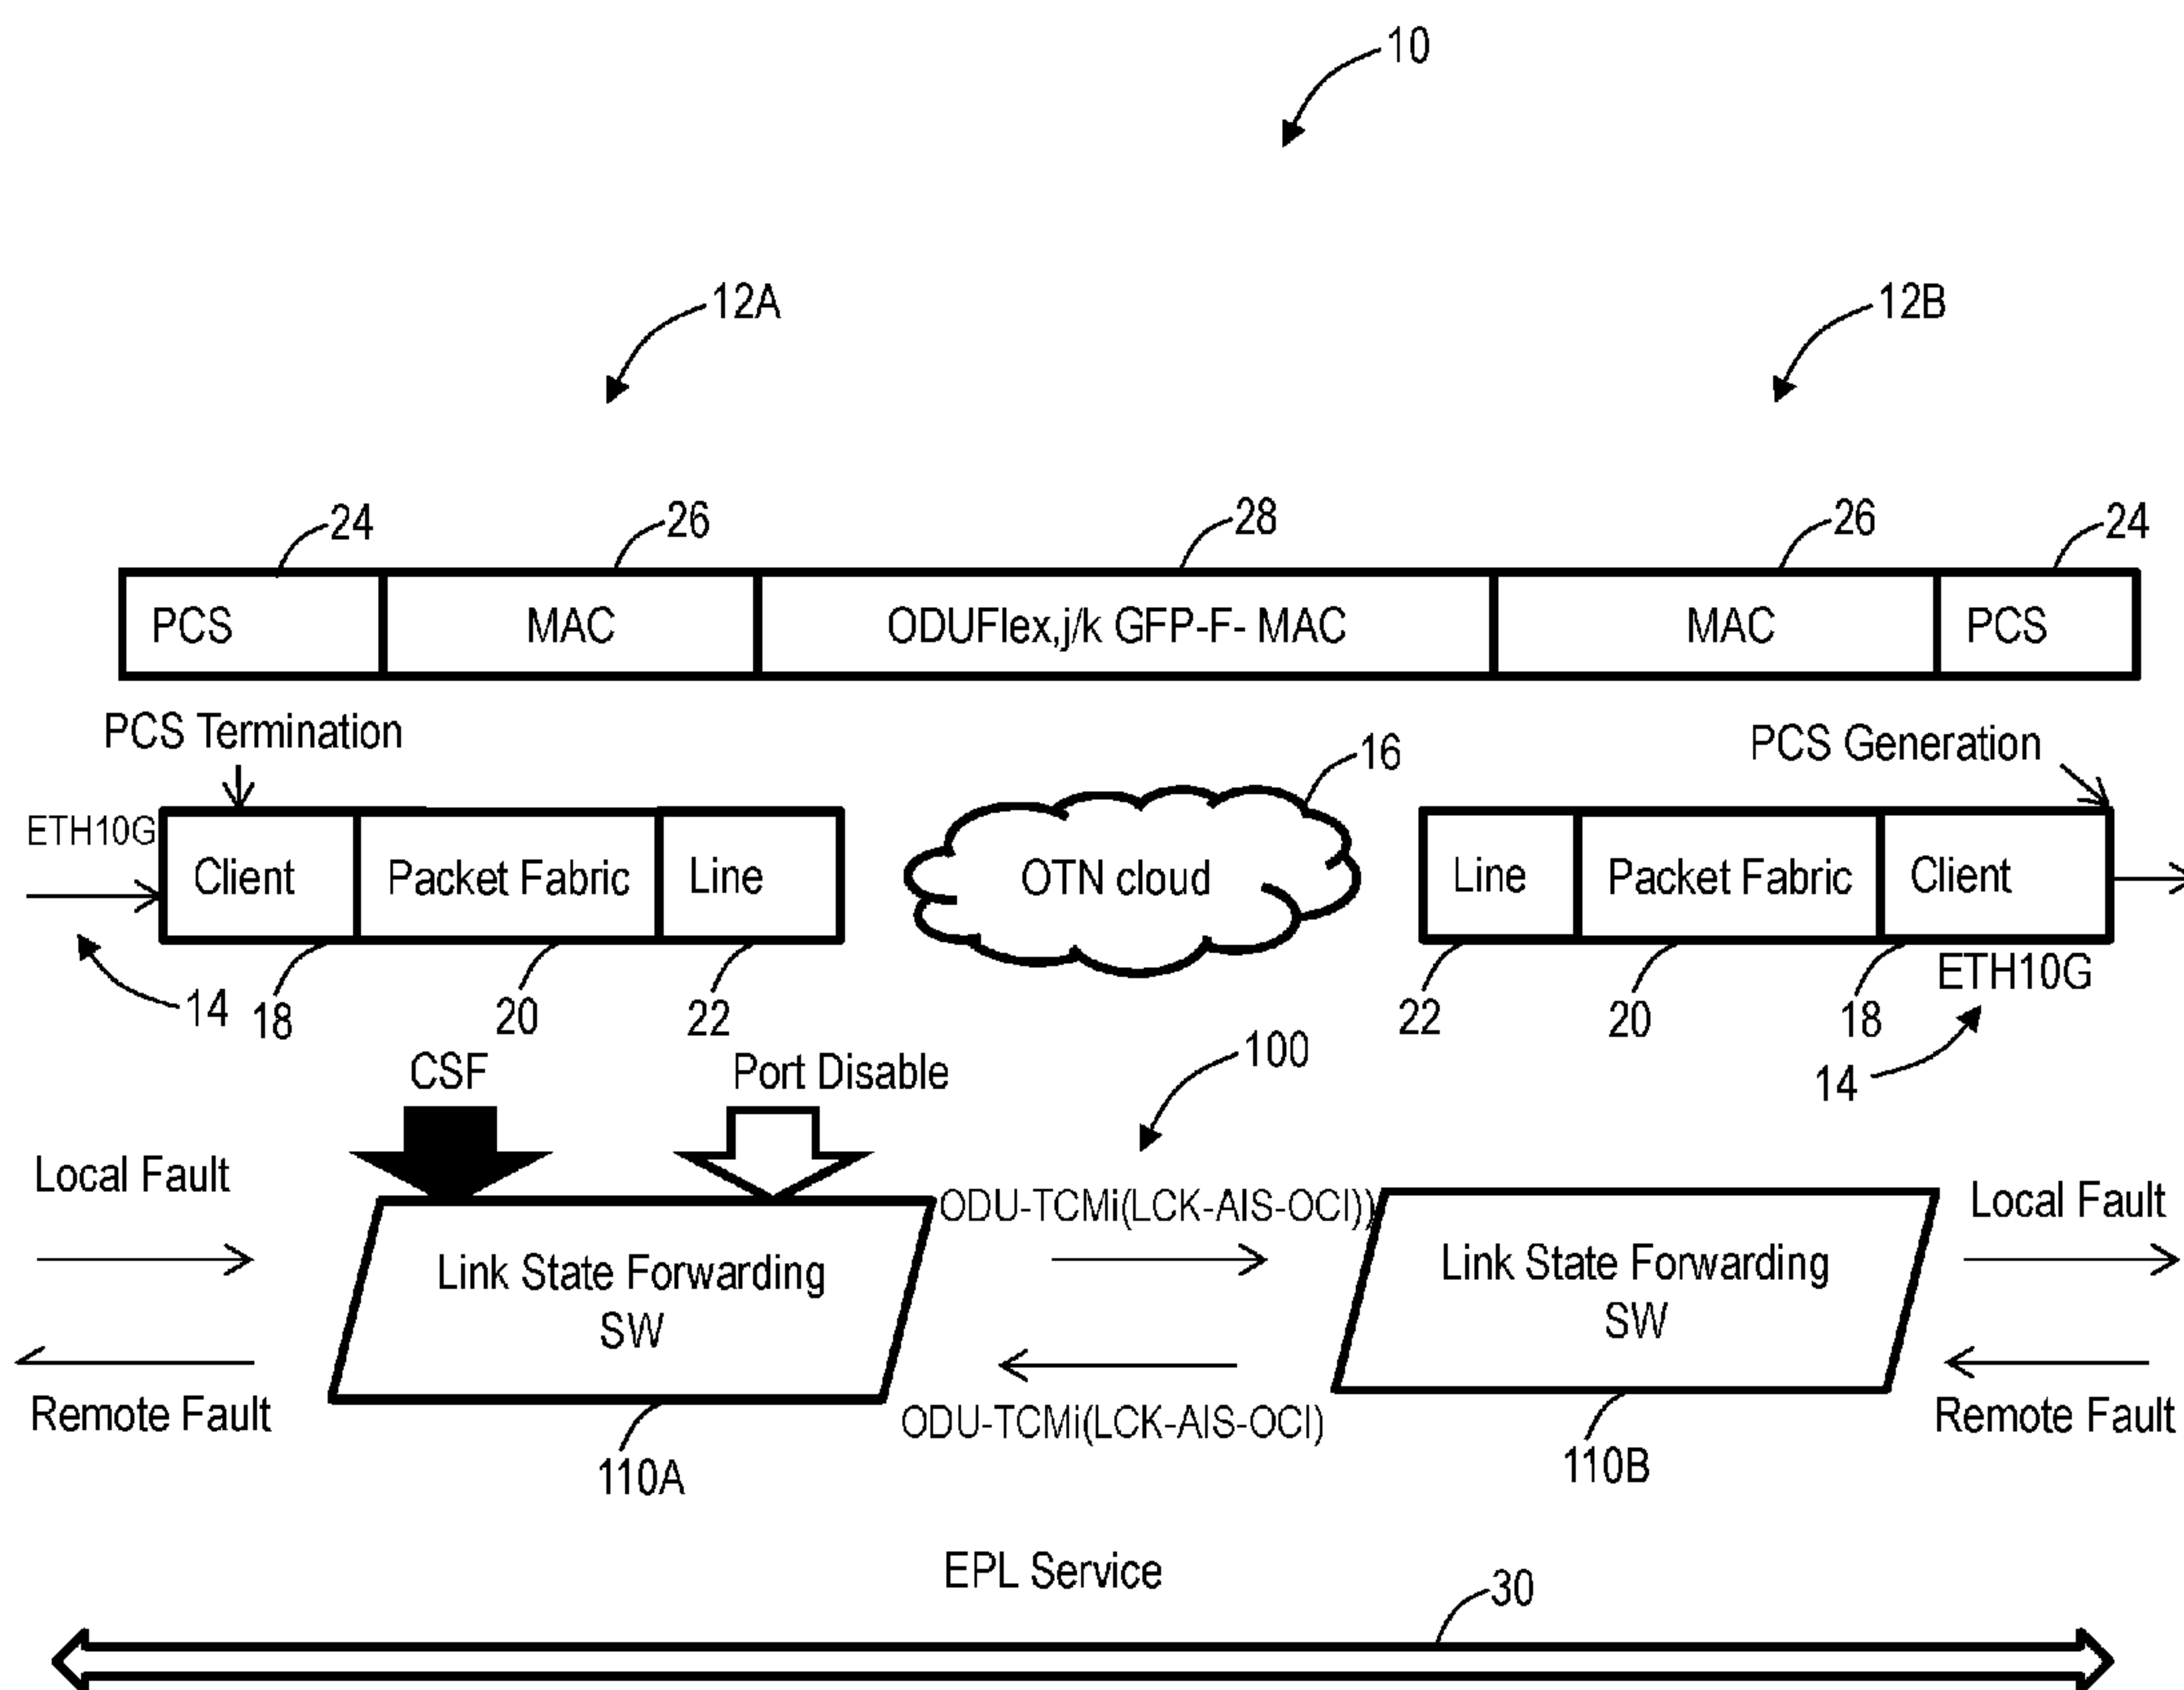 10
12A
12B
24
26
28
26
24
PCS
MAC
ODUFlex,j/k GFP-F- MAC
MAC
PCS
PCS Termination
16
PCS Generation
ETH10G
Client
Packet Fabric
Line
OTN cloud
Line
Packet Fabric
Client
ETH10G
14
18
20
22
22
20
18
14
CSF
Port Disable
100
Local Fault
ODU-TCMi(LCK-AIS-OCI))
Local Fault
Link State Forwarding
SW
Link State Forwarding
SW
Remote Fault
ODU-TCMi(LCK-AIS-OCI)
Remote Fault
110A
110B
EPL Service
30